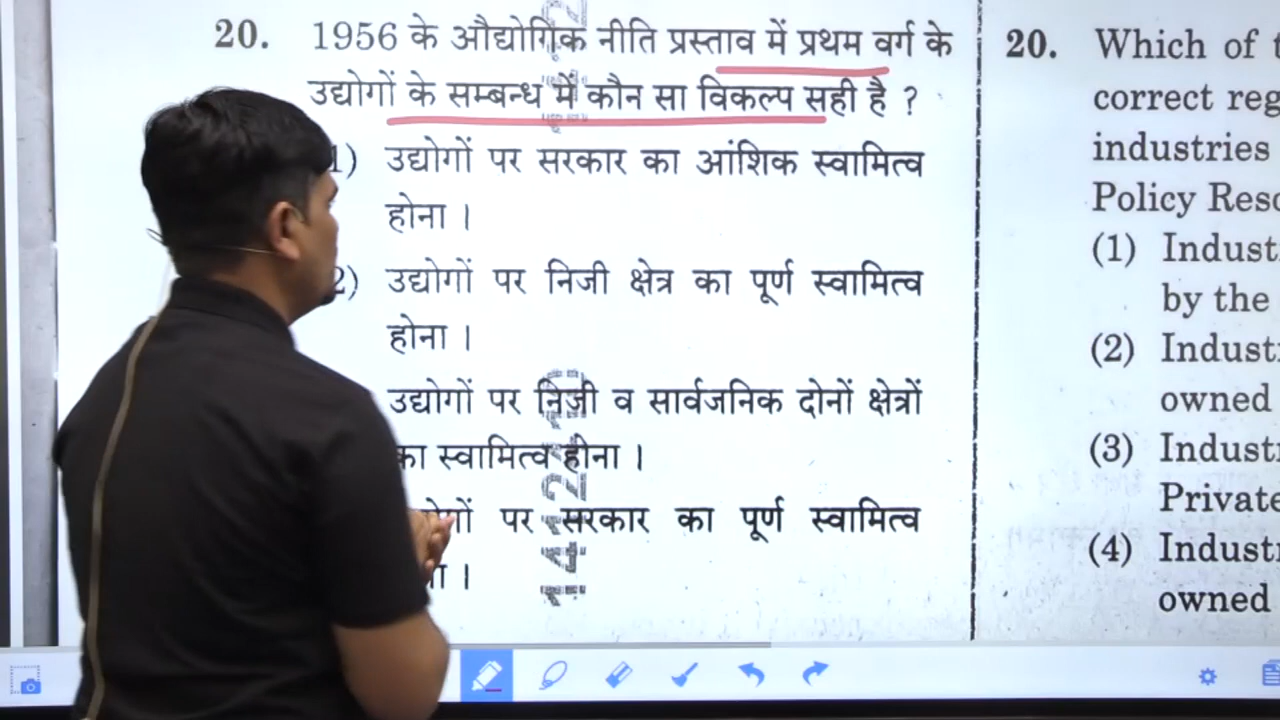 20. 1956 के औद्योगिक नीति प्रस्ताव में प्रथम वर्ग के
उद्योगों के सम्बन्ध में कौन सा विकल्प सही है ?
1) उद्योगों पर सरकार का आंशिक स्वामित्व
होना ।
2) उद्योगों पर निजी क्षेत्र का पूर्ण स्वामित्व
होना ।
उद्योगों पर निजी व सार्वजनिक दोनों क्षेत्रों
का स्वामित्व होना ।
पर सरकार का पूर्ण स्वामित्व
20. Which of
correct reg
industries
Policy Reso
(1) Indust
by the
(2) Indust
owned
(3) Indust
Private
(4) Indust
owned